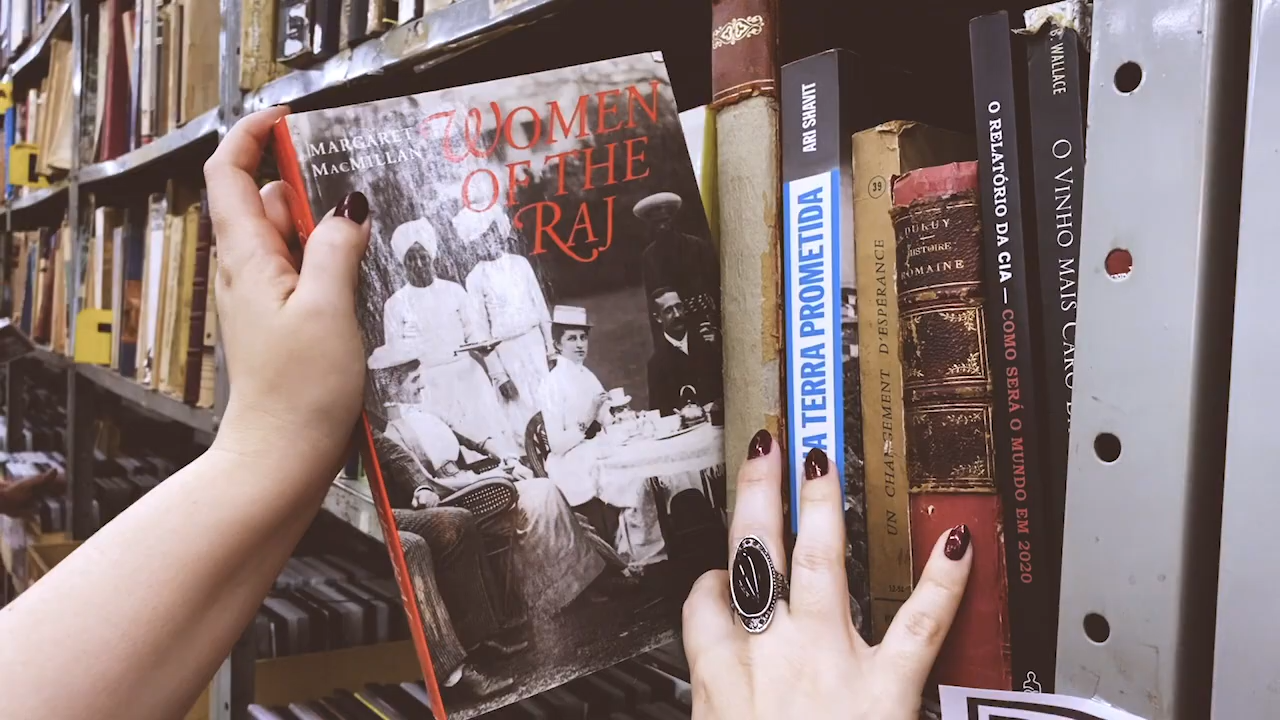 MARGARET
MACMILLAN
WOMEN
OF THE
RAJ
ARI SHAVIT
TERRA PROMETIDA
39
UN CHANGEMENT D'ESPÉRANCE
DURUY
HISTOIRE
ROMAINE
O RELATÓRIO DA CIA — COMO SERÁ O MUNDO EM 2020
WALLACE
O VINHO MAIS CARO